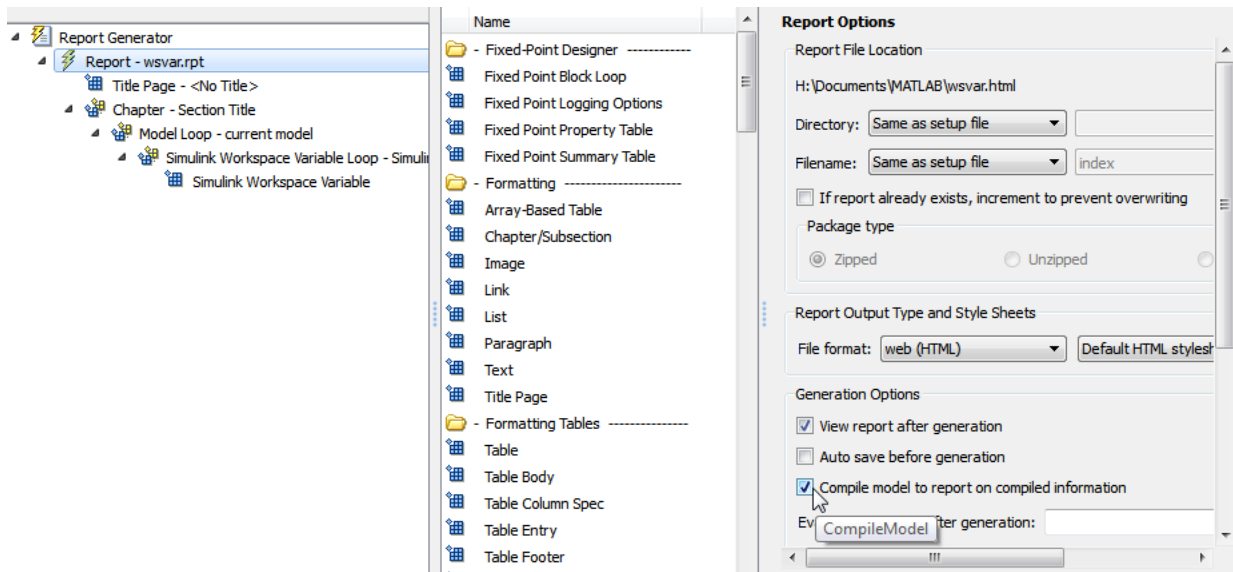 Report Generator
Report - wsvar.rpt
Title Page - <No Title>
Chapter - Section Title
Model Loop - current model
Simulink Workspace Variable Loop - Simuli
Simulink Workspace Variable
Name
- Fixed-Point Designer ------------
Fixed Point Block Loop
Fixed Point Logging Options
Fixed Point Property Table
Fixed Point Summary Table
- Formatting ----------------------
Array-Based Table
Chapter/Subsection
Image
Link
List
Paragraph
Text
Title Page
- Formatting Tables ---------------
Table
Table Body
Table Column Spec
Table Entry
Table Footer
Report Options
Report File Location
H:\Documents\MATLAB\wsvar.html
Directory: Same as setup file
Filename: Same as setup file index
If report already exists, increment to prevent overwriting
Package type
Zipped Unzipped
Report Output Type and Style Sheets
File format: web (HTML) Default HTML stylesh
Generation Options
View report after generation
Auto save before generation
Compile model to report on compiled information
Ev CompileModel ter generation: